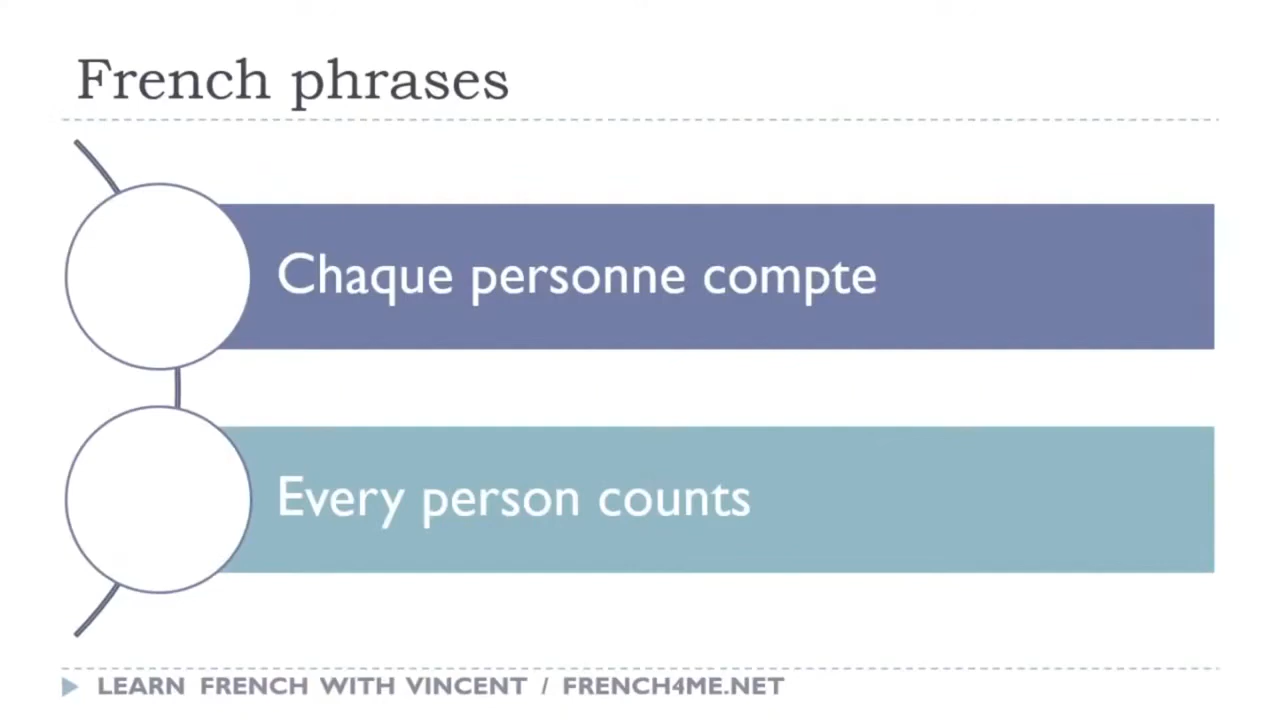 French phrases
Chaque personne compte
Every person counts
LEARN FRENCH WITH VINCENT / FRENCH4ME.NET